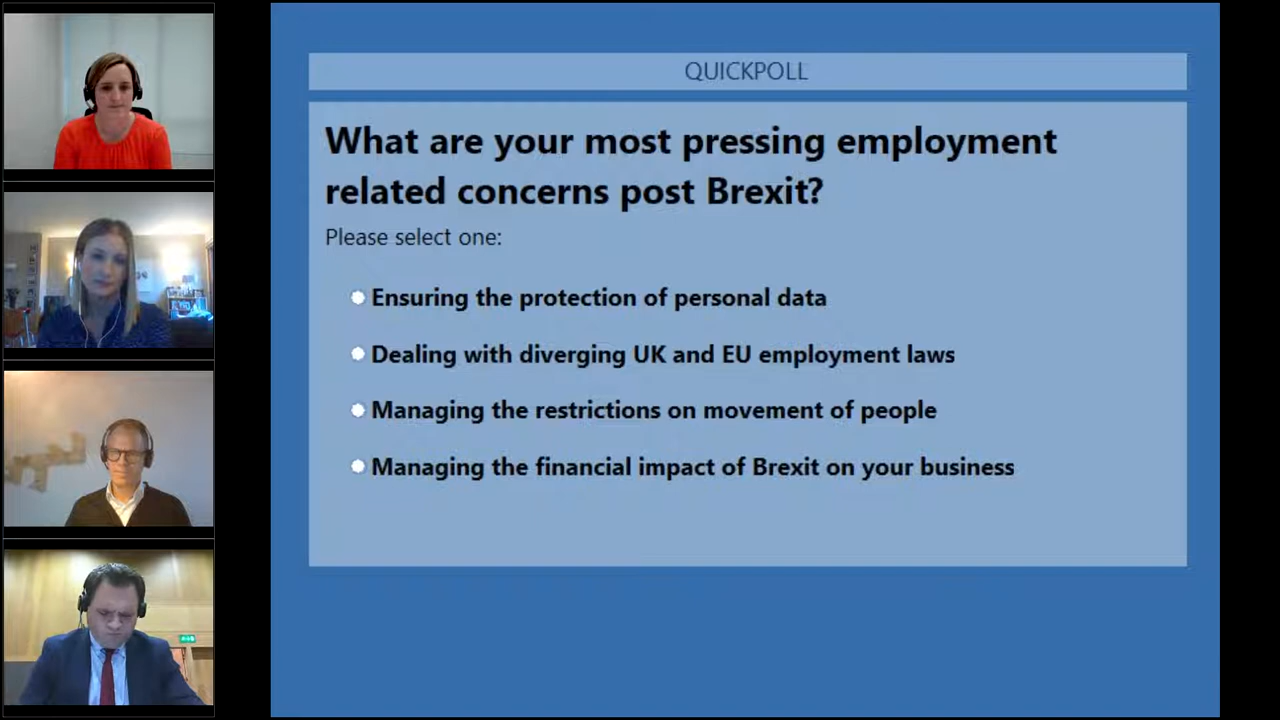 QUICKPOLL
What are your most pressing employment
related concerns post Brexit?
Please select one:
Ensuring the protection of personal data
Dealing with diverging UK and EU employment laws
Managing the restrictions on movement of people
Managing the financial impact of Brexit on your business